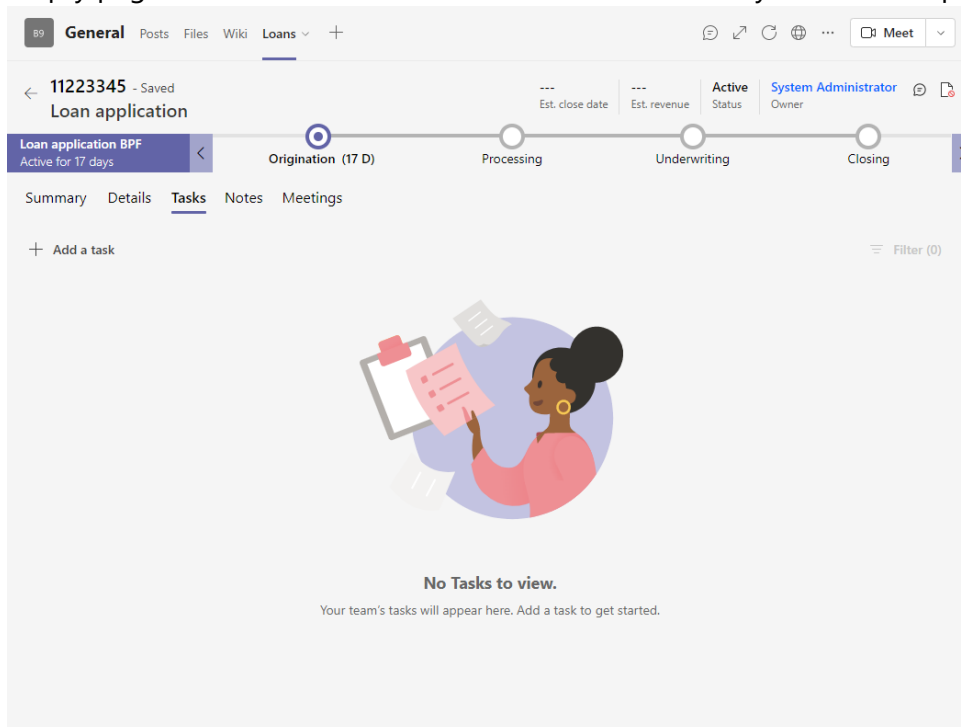 B9 General Posts Files Wiki Loans Meet
11223345 - Saved
Loan application
---
Est. close date
---
Est. revenue
Active
Status
System Administrator
Owner
Loan application BPF
Active for 17 days
Origination (17 D)
Processing
Underwriting
Closing
Summary Details Tasks Notes Meetings
Add a task
Filter (0)
No Tasks to view.
Your team's tasks will appear here. Add a task to get started.